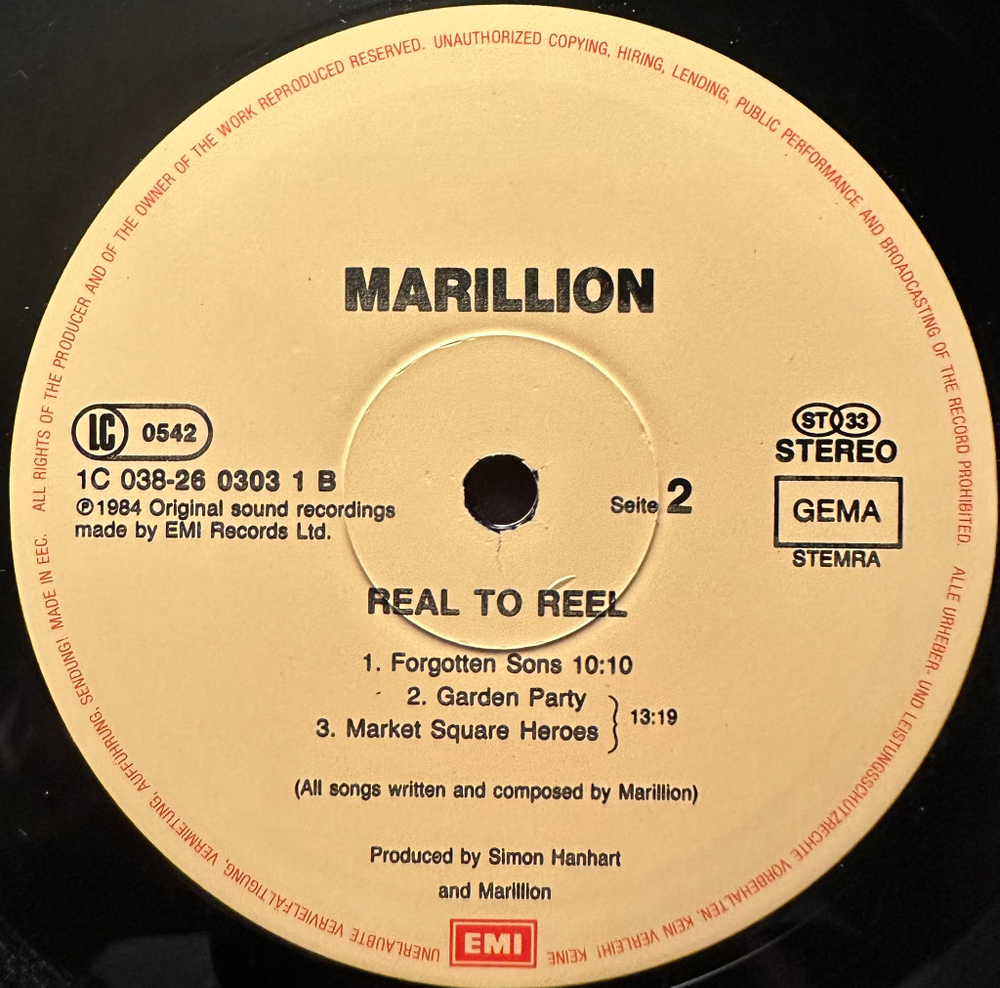 ALL RIGHTS OF THE PRODUCER AND OF THE OWNER OF THE WORK REPRODUCED RESERVED. UNAUTHORIZED COPYING, HIRING, LENDING, PUBLIC PERFORMANCE AND BROADCASTING OF THE RECORD PROHIBITED.
MARILLION
LC 0542
1C 038-26 0303 1 B
℗1984 Original sound recordings
made by EMI Records Ltd.
Seite 2
ST 33
STEREO
GEMA
STEMRA
REAL TO REEL
1. Forgotten Sons 10:10
2. Garden Party
3. Market Square Heroes
13:19
(All songs written and composed by Marillion)
Produced by Simon Hanhart
and Marillion
EMI
ALLE URHEBER- UND LEISTUNGSSCHUTZRECHTE VORBEHALTEN. KEIN VERLEIH! KEINE UNERLAUBTE VERVIELFÄLTIGUNG, VERMIETUNG, AUFFÜHRUNG, SENDUNG! MADE IN EEC.